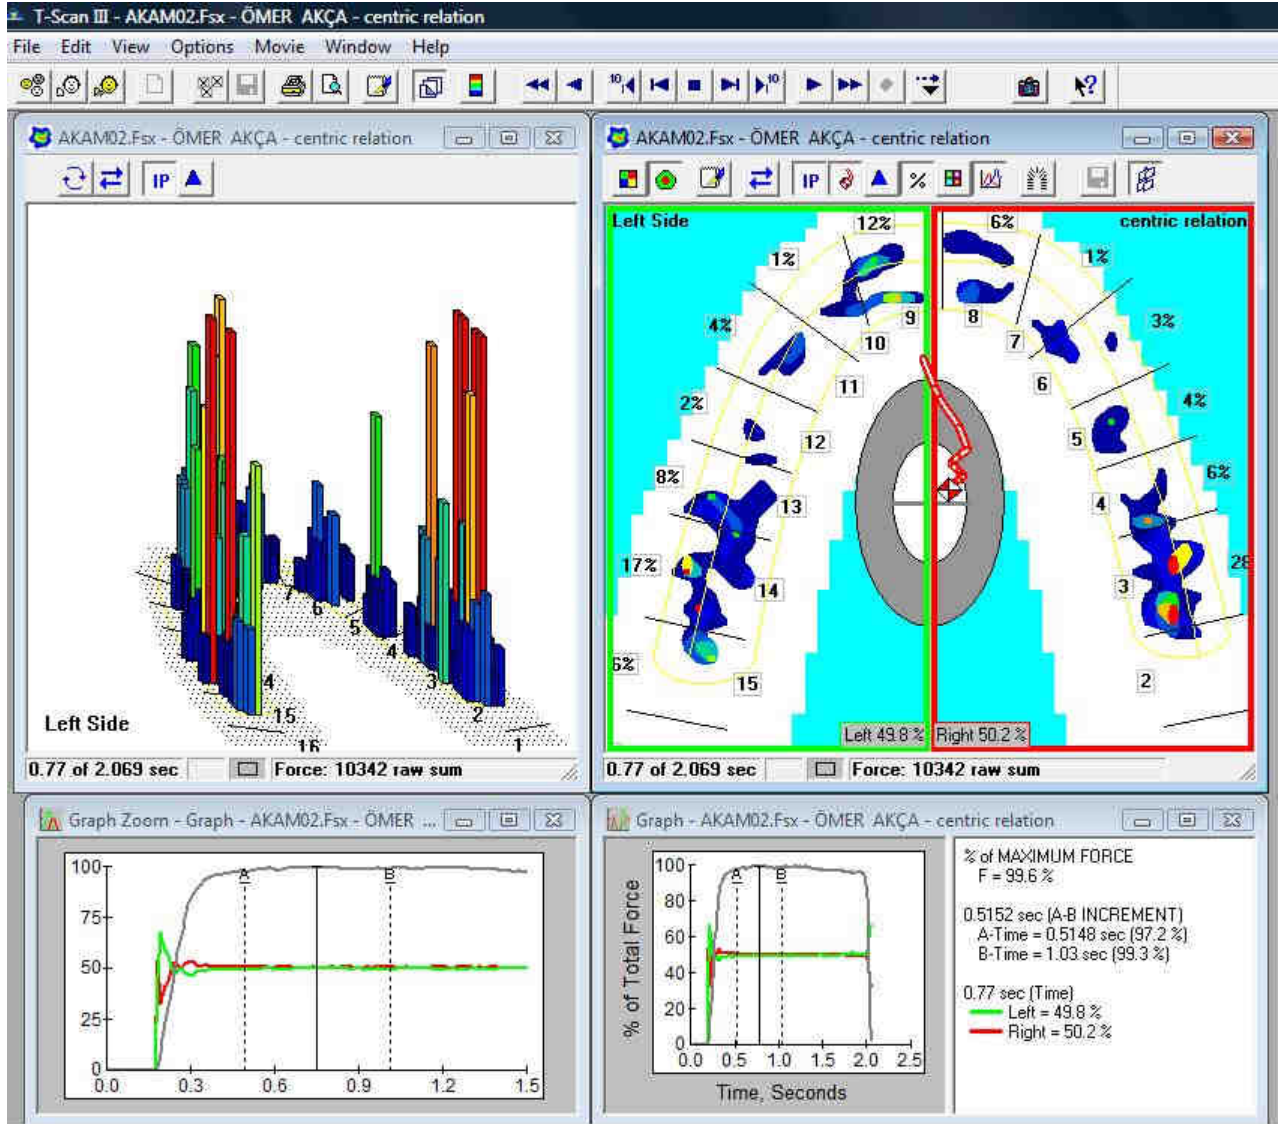 T-Scan III - AKAM02.Fsx - ÖMER AKÇA - centric relation
File Edit View Options Movie Window Help
10 10
AKAM02.Fsx - ÖMER AKÇA - centric relation
IP
7
6
5
4
3
2
1
4
15
16
Left Side
0.77 of 2.069 sec Force: 10342 raw sum
AKAM02.Fsx - ÖMER AKÇA - centric relation
IP %
Left Side centric relation
12% 6%
1% 1%
4% 3%
2% 4%
8% 6%
17% 28
6%
9 8
10 7
11 6
12 5
13 4
14 3
15 2
Left 49.8 % Right 50.2 %
0.77 of 2.069 sec Force: 10342 raw sum
Graph Zoom - Graph - AKAM02.Fsx - ÖMER ...
100
75
50
25
0
A B
0.0 0.3 0.6 0.9 1.2 1.5
Graph - AKAM02.Fsx - ÖMER AKÇA - centric relation
% of Total Force
100
80
60
40
20
0
A B
0.0 0.5 1.0 1.5 2.0 2.5
Time, Seconds
% of MAXIMUM FORCE
F = 99.6 %
0.5152 sec (A-B INCREMENT)
A-Time = 0.5148 sec (97.2 %)
B-Time = 1.03 sec (99.3 %)
0.77 sec (Time)
Left = 49.8 %
Right = 50.2 %